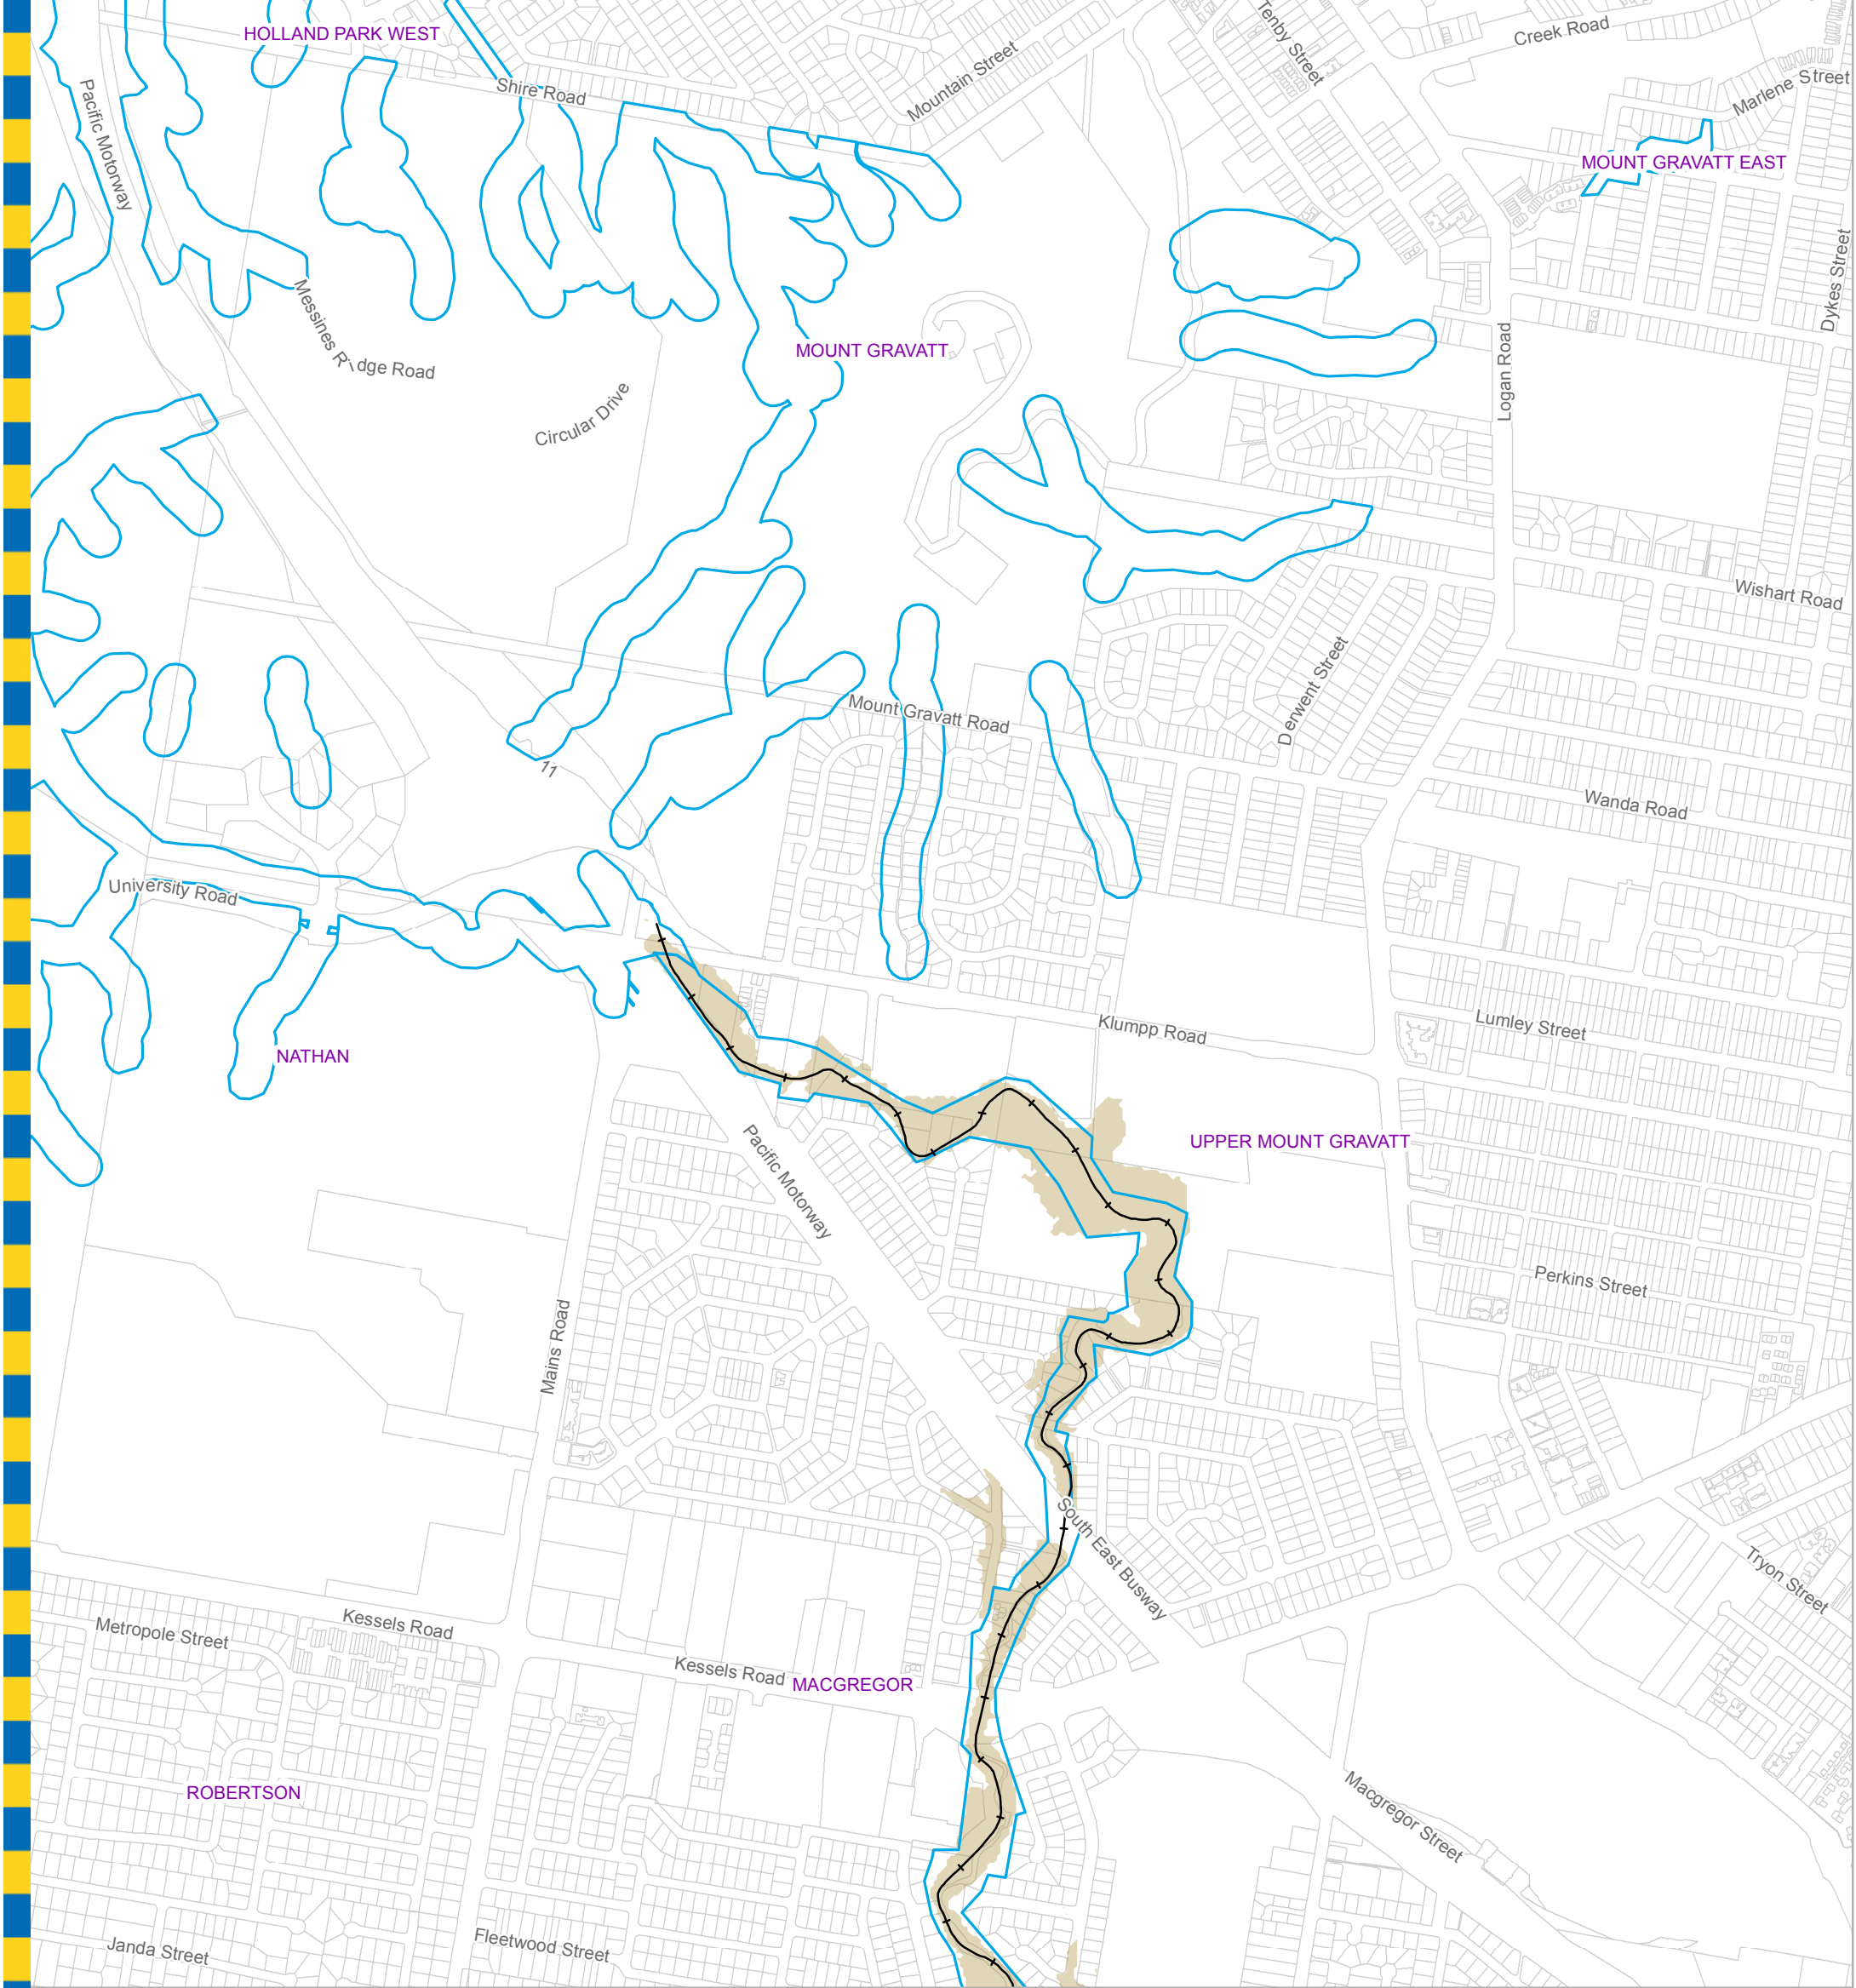 HOLLAND PARK WEST
Creek Road
Tenby Street
Mountain Street
Shire Road
Marlene Street
Pacific Motorway
MOUNT GRAVATT EAST
Dykes Street
Messines Ridge Road
MOUNT GRAVATT
Logan Road
Circular Drive
Wishart Road
Derwent Street
Mount Gravatt Road
11
Wanda Road
University Road
Klumpp Road
Lumley Street
NATHAN
UPPER MOUNT GRAVATT
Pacific Motorway
Perkins Street
Mains Road
South East Busway
Tryon Street
Kessels Road
Metropole Street
Kessels Road
MACGREGOR
ROBERTSON
Macgregor Street
Fleetwood Street
Janda Street